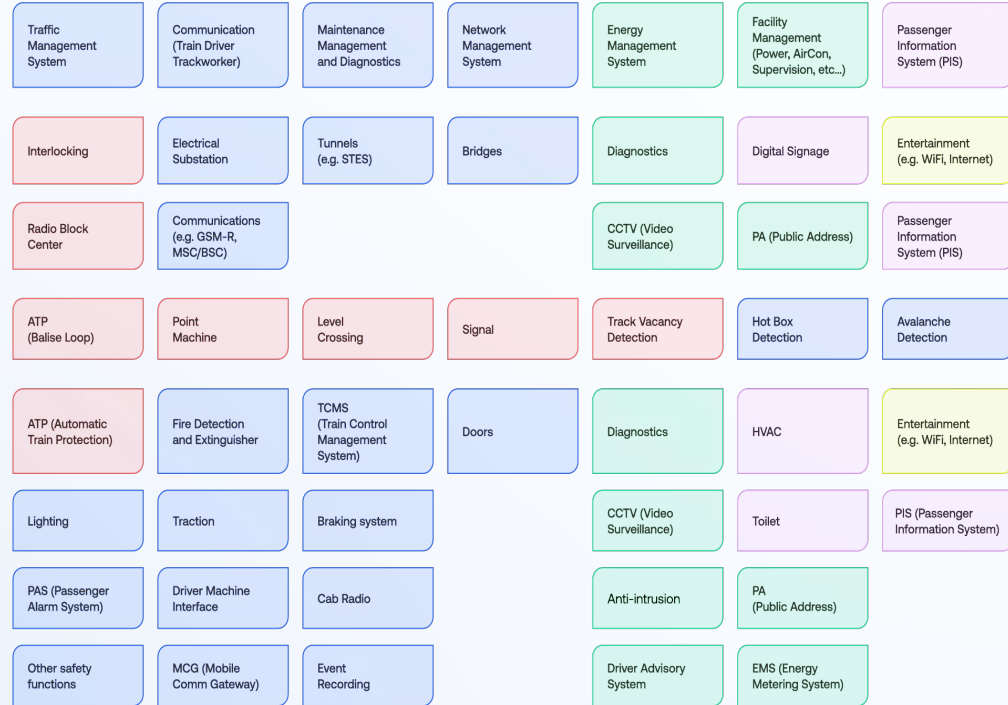 Traffic
Management
System
Communication
(Train Driver
Trackworker)
Maintenance
Management
and Diagnostics
Network
Management
System
Energy
Management
System
Facility
Management
(Power, AirCon,
Supervision, etc...)
Passenger
Information
System (PIS)
Interlocking
Electrical
Substation
Tunnels
(e.g. STES)
Bridges
Diagnostics
Digital Signage
Entertainment
(e.g. WiFi, Internet)
Radio Block
Center
Communications
(e.g. GSM-R,
MSC/BSC)
CCTV (Video
Surveillance)
PA (Public Address)
Passenger
Information
System (PIS)
ATP
(Balise Loop)
Point
Machine
Level
Crossing
Signal
Track Vacancy
Detection
Hot Box
Detection
Avalanche
Detection
ATP (Automatic
Train Protection)
Fire Detection
and Extinguisher
TCMS
(Train Control
Management
System)
Doors
Diagnostics
HVAC
Entertainment
(e.g. WiFi, Internet)
Lighting
Traction
Braking system
CCTV (Video
Surveillance)
Toilet
PIS (Passenger
Information System)
PAS (Passenger
Alarm System)
Driver Machine
Interface
Cab Radio
Anti-intrusion
PA
(Public Address)
Other safety
functions
MCG (Mobile
Comm Gateway)
Event
Recording
Driver Advisory
System
EMS (Energy
Metering System)